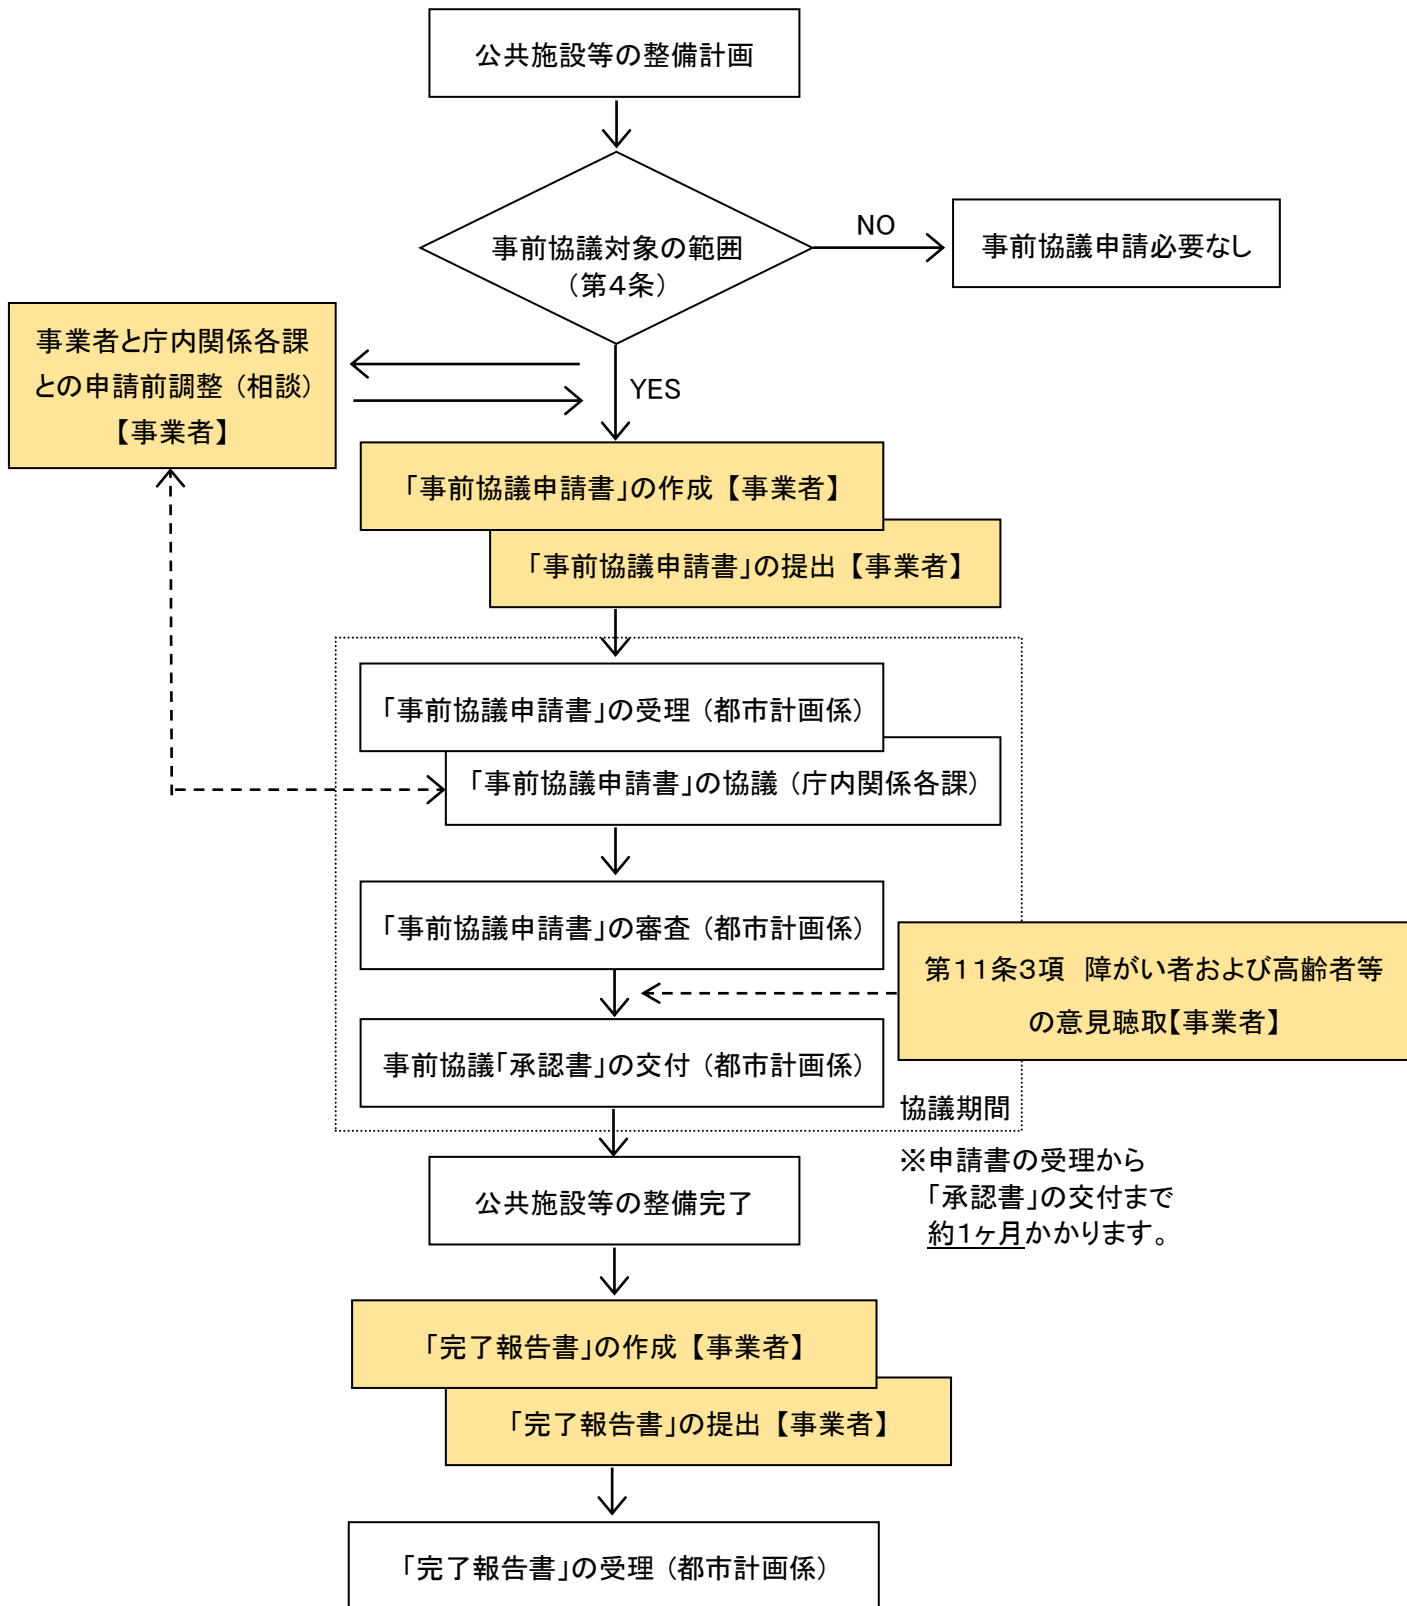 公共施設等の整備計画
事前協議対象の範囲
（第４条）
NO
事前協議申請必要なし
事業者と庁内関係各課
との申請前調整（相談）
【事業者】
YES
「事前協議申請書」の作成【事業者】
「事前協議申請書」の提出【事業者】
「事前協議申請書」の受理（都市計画係）
「事前協議申請書」の協議（庁内関係各課）
「事前協議申請書」の審査（都市計画係）
第１１条３項　障がい者および高齢者等
の意見聴取【事業者】
事前協議「承認書」の交付（都市計画係）
協議期間
※申請書の受理から
「承認書」の交付まで
約１ヶ月かかります。
公共施設等の整備完了
「完了報告書」の作成【事業者】
「完了報告書」の提出【事業者】
「完了報告書」の受理（都市計画係）